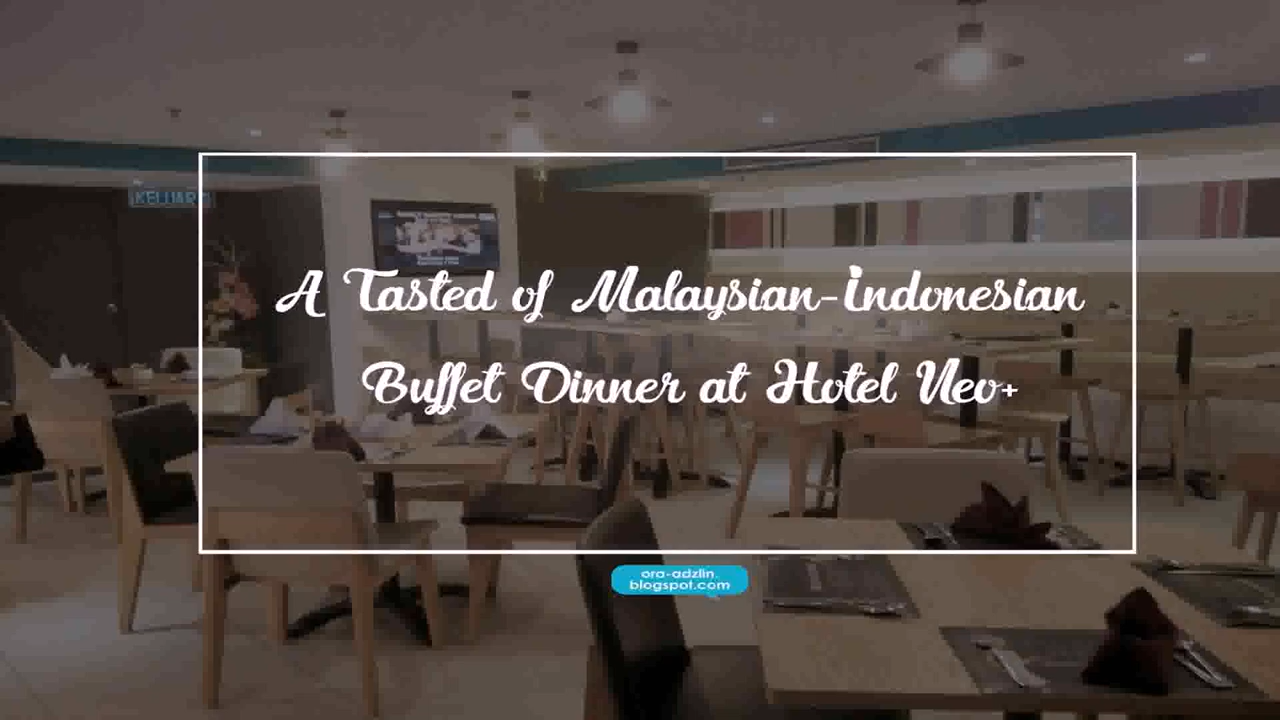 KELUAR
A Tasted of Malaysian-Indonesian
Buffet Dinner at Hotel Neo+
ora-adzlin.
blogspot.com